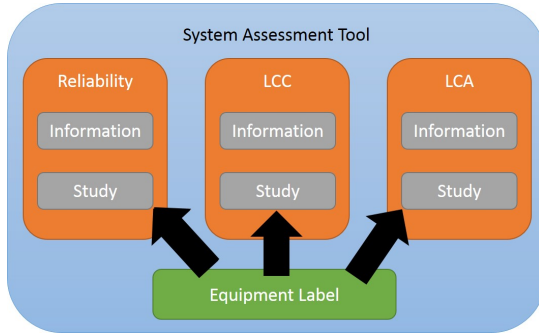 System Assessment Tool
Reliability
LCC
LCA
Information
Information
Information
Study
Study
Study
Equipment Label